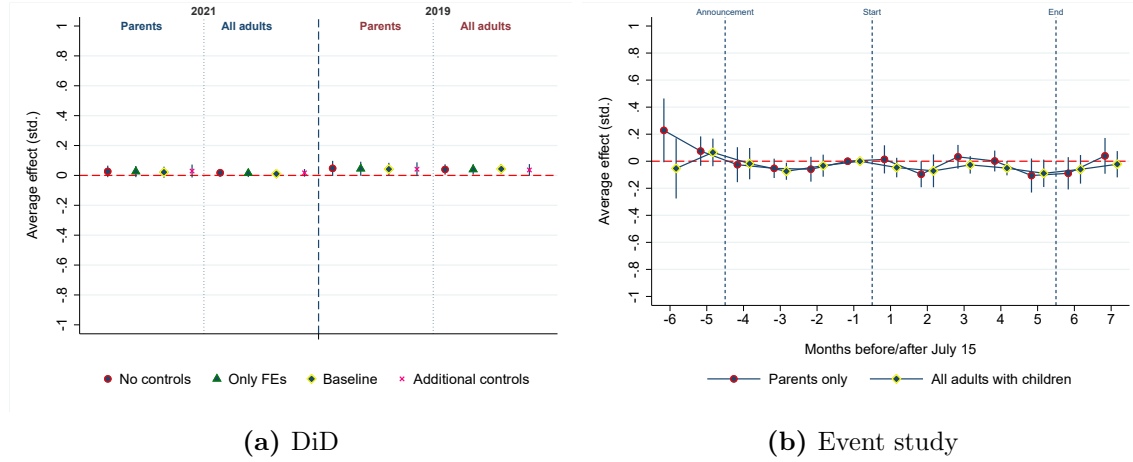 2021
2019
Parents
All adults
Parents
All adults
Average effect (std.)
1
.8
.6
.4
.2
0
-.2
-.4
-.6
-.8
-1
No controls
Only FEs
Baseline
Additional controls
(a) DiD
Announcement
Start
End
Average effect (std.)
1
.8
.6
.4
.2
0
-.2
-.4
-.6
-.8
-1
-6 -5 -4 -3 -2 -1 1 2 3 4 5 6 7
Months before/after July 15
Parents only
All adults with children
(b) Event study